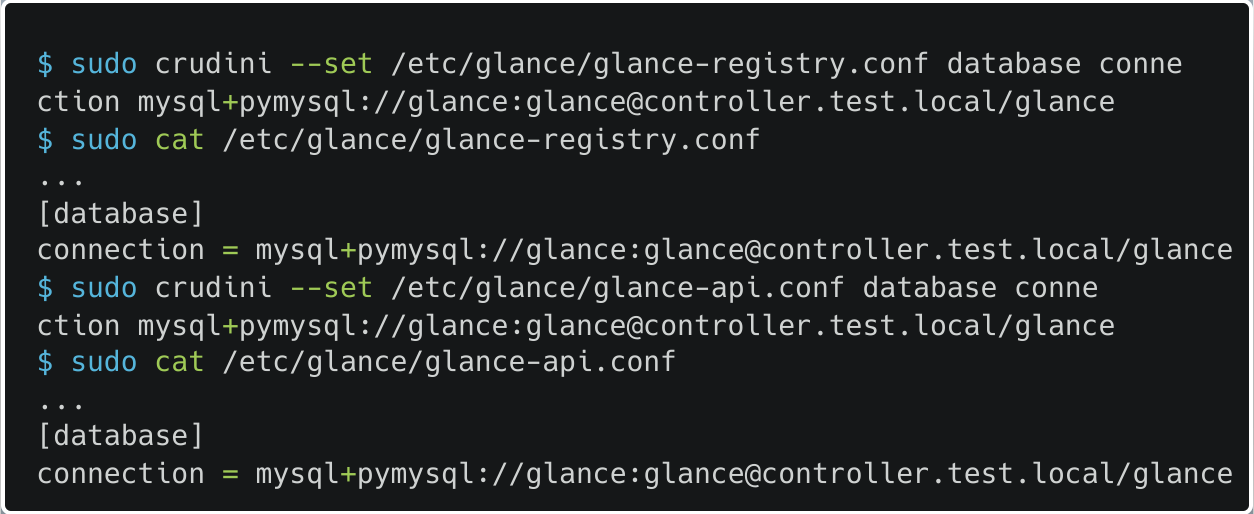 $ sudo crudini --set /etc/glance/glance-registry.conf database conne
ction mysql+pymysql://glance:glance@controller.test.local/glance
$ sudo cat /etc/glance/glance-registry.conf
...
[database]
connection = mysql+pymysql://glance:glance@controller.test.local/glance
$ sudo crudini --set /etc/glance/glance-api.conf database conne
ction mysql+pymysql://glance:glance@controller.test.local/glance
$ sudo cat /etc/glance/glance-api.conf
...
[database]
connection = mysql+pymysql://glance:glance@controller.test.local/glance